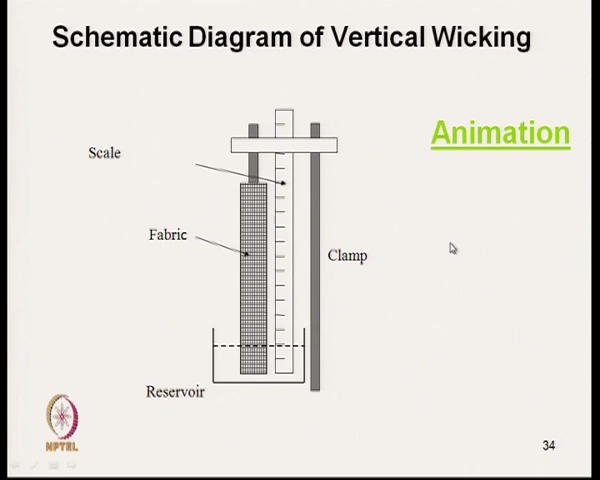 Schematic Diagram of Vertical Wicking
Animation
Scale
Fabric
Clamp
Reservoir
NPTEL
34